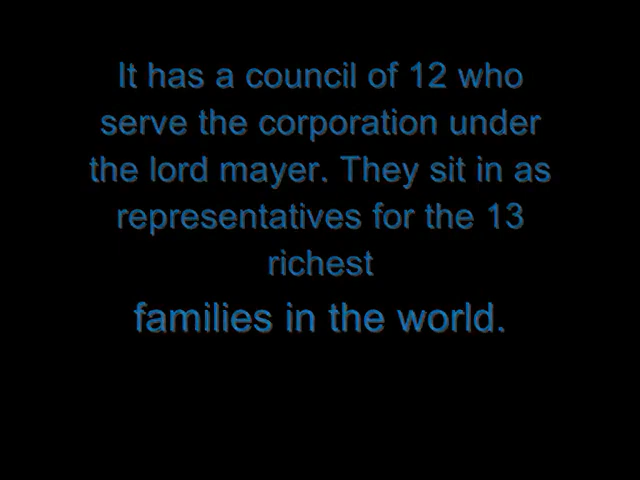 It has a council of 12 who
serve the corporation under
the lord mayer. They sit in as
representatives for the 13
richest
families in the world.